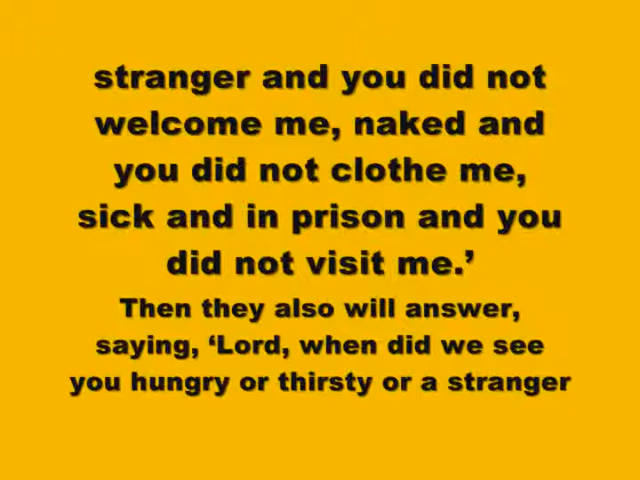 stranger and you did not
welcome me, naked and
you did not clothe me,
sick and in prison and you
did not visit me.’
Then they also will answer,
saying, ‘Lord, when did we see
you hungry or thirsty or a stranger